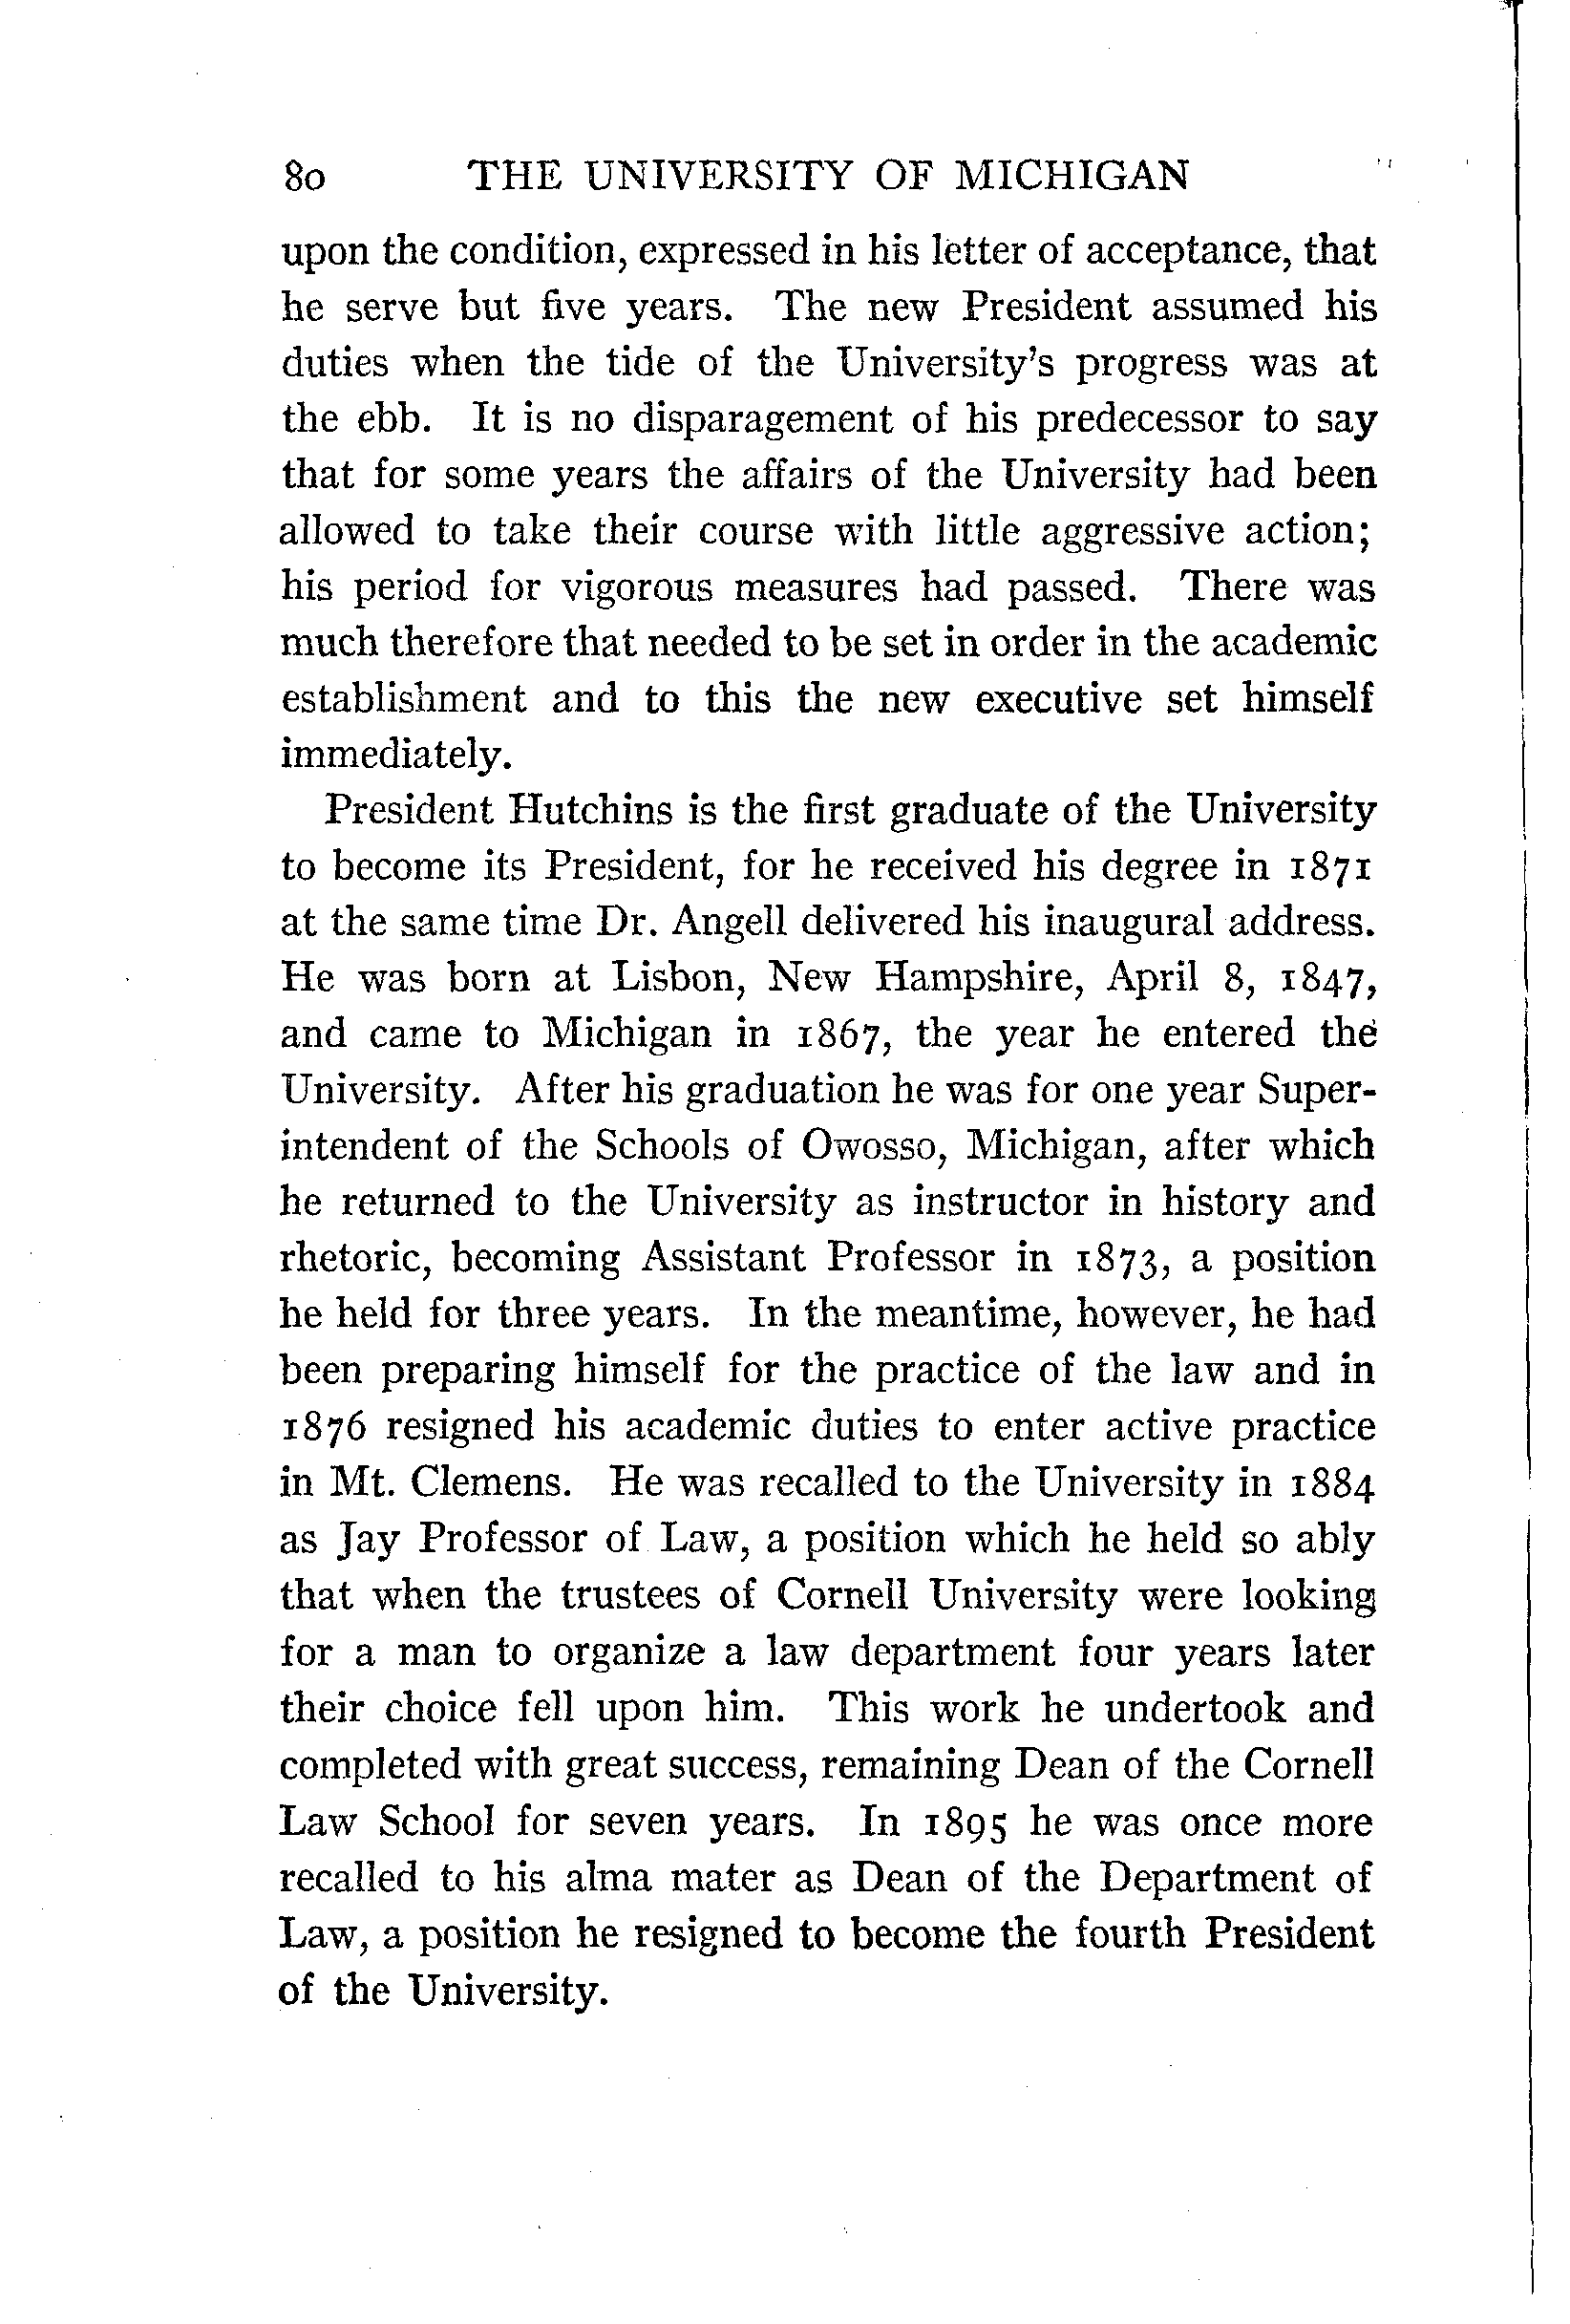 80 THE UNIVERSITY OF MICHIGAN
upon the condition, expressed in his letter of acceptance, that
he serve but five years. The new President assumed his
duties when the tide of the University's progress was at
the ebb. It is no disparagement of his predecessor to say
that for some years the affairs of the University had been
allowed to take their course with little aggressive action;
his period for vigorous measures had passed. There was
much therefore that needed to be set in order in the academic
establishment and to this the new executive set himself
immediately.
President Hutchins is the first graduate of the University
to become its President, for he received his degree in 1871
at the same time Dr. Angell delivered his inaugural address.
He was born at Lisbon, New Hampshire, April 8, 1847,
and came to Michigan in 1867, the year he entered the
University. After his graduation he was for one year Super-
intendent of the Schools of Owosso, Michigan, after which
he returned to the University as instructor in history and
rhetoric, becoming Assistant Professor in 1873, a position
he held for three years. In the meantime, however, he had
been preparing himself for the practice of the law and in
1876 resigned his academic duties to enter active practice
in Mt. Clemens. He was recalled to the University in 1884
as Jay Professor of Law, a position which he held so ably
that when the trustees of Cornell University were looking
for a man to organize a law department four years later
their choice fell upon him. This work he undertook and
completed with great success, remaining Dean of the Cornell
Law School for seven years. In 1895 he was once more
recalled to his alma mater as Dean of the Department of
Law, a position he resigned to become the fourth President
of the University.